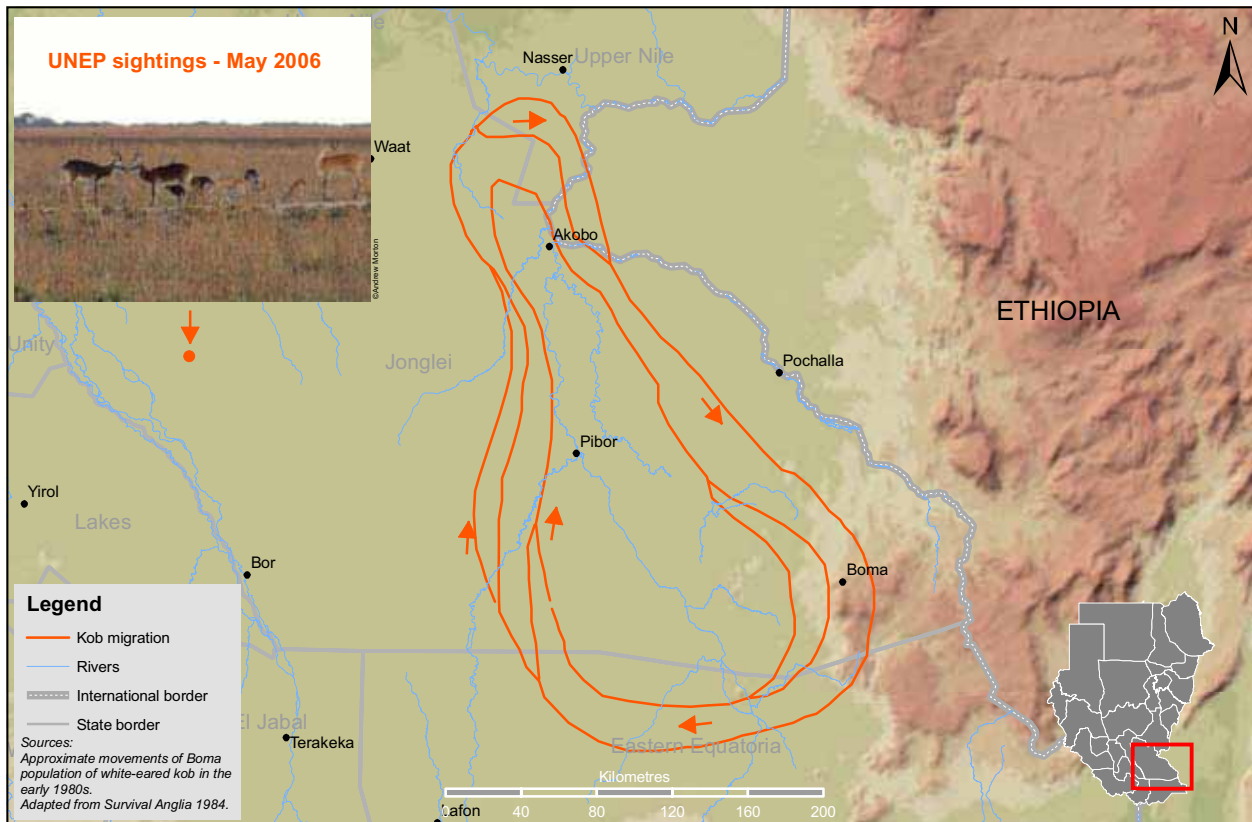 UNEP sightings - May 2006
©Andrew Morton
N
Nasser
Upper Nile
Waat
Akobo
ETHIOPIA
Unity
Jonglei
Pochalla
Pibor
Yirol
Lakes
Bor
Boma
Legend
Kob migration
Rivers
International border
State border
El Jabal
Terakeka
Eastern Equatoria
Sources:
Approximate movements of Boma
population of white-eared kob in the
early 1980s.
Adapted from Survival Anglia 1984.
Kilometres
0 40 80 120 160 200